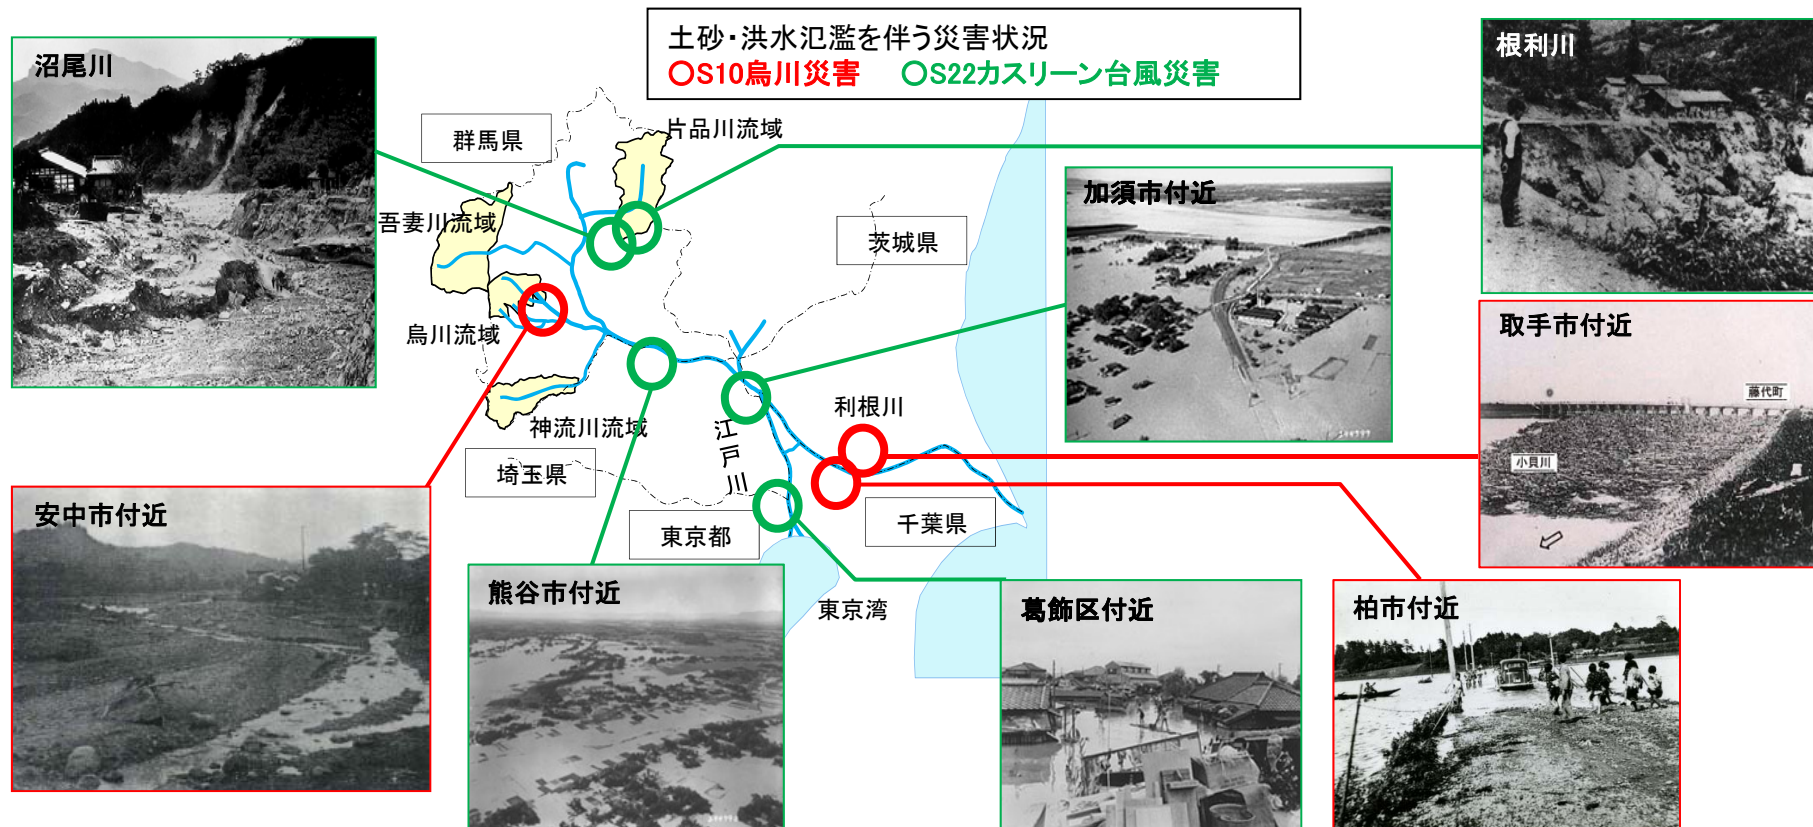 土砂・洪水氾濫を伴う災害状況
〇S10烏川災害 〇S22カスリーン台風災害
沼尾川
根利川
群馬県
片品川流域
加須市付近
吾妻川流域
茨城県
烏川流域
取手市付近
藤代町
小貝川
利根川
神流川流域
江戸川
埼玉県
安中市付近
千葉県
東京都
熊谷市付近
東京湾
葛飾区付近
柏市付近